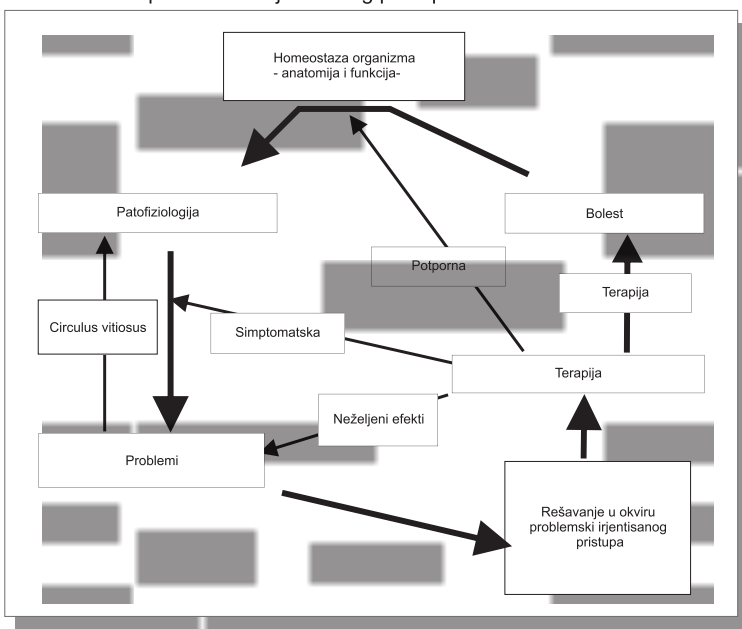 Homeostaza organizma
- anatomija i funkcija-
Patofiziologija
Bolest
Potporna
Terapija
Circulus vitiosus
Simptomatska
Terapija
Neželjeni efekti
Problemi
Rešavanje u okviru
problemski irjentisanog
pristupa